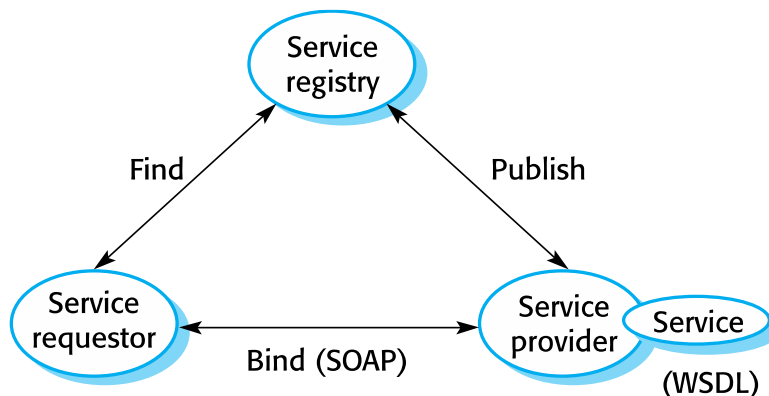 Service
registry
Find
Publish
Service
requestor
Service
provider
Service
Bind (SOAP)
(WSDL)